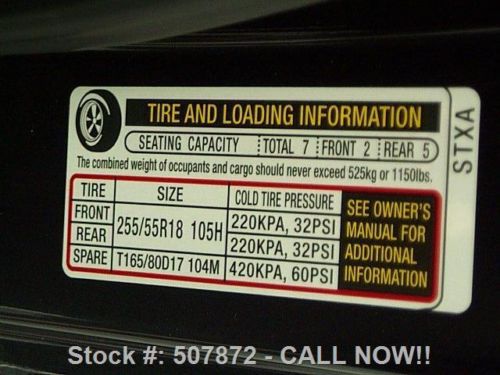 TIRE AND LOADING INFORMATION
SEATING CAPACITY TOTAL 7 FRONT 2 REAR 5
The combined weight of occupants and cargo should never exceed 525kg or 1150lbs.
TIRE SIZE COLD TIRE PRESSURE
FRONT 255/55R18 105H 220KPA, 32PSI
REAR 220KPA, 32PSI
SPARE T165/80D17 104M 420KPA, 60PSI
SEE OWNER'S
MANUAL FOR
ADDITIONAL
INFORMATION
STXA
Stock #: 507872 - CALL NOW!!